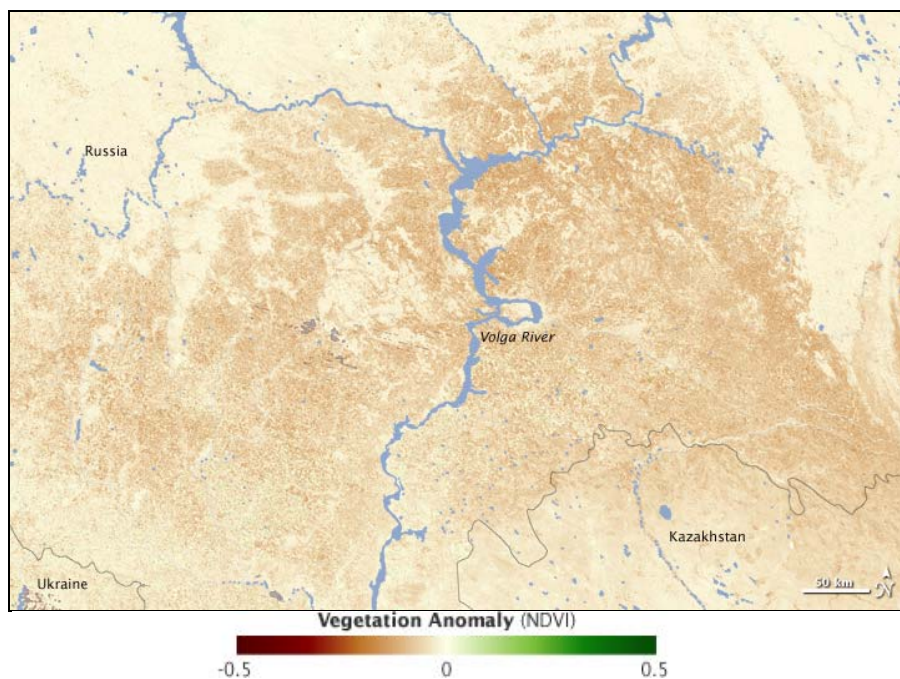 Russia
Volga River
Kazakhstan
Ukraine
50 km
N
Vegetation Anomaly (NDVI)
-0.5 0 0.5